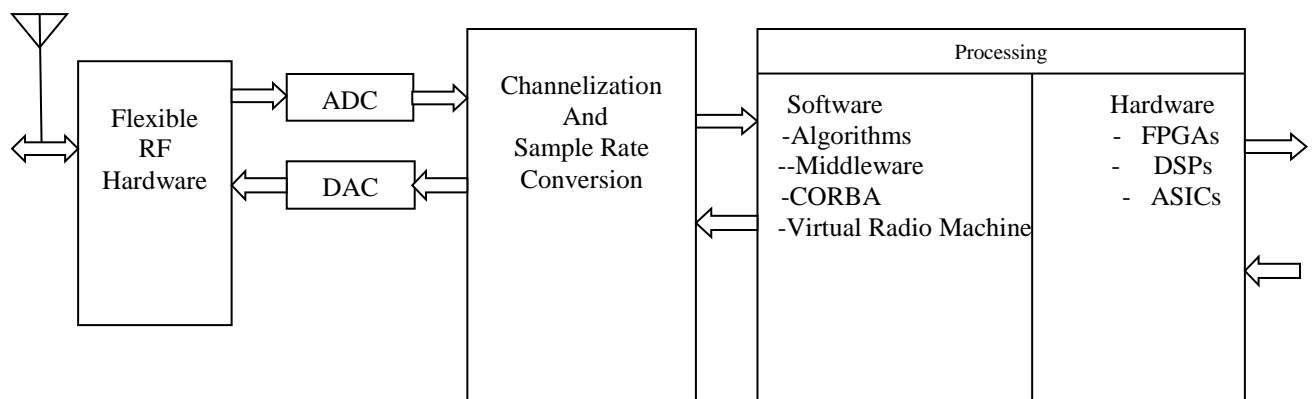 Flexible
RF
Hardware
ADC
DAC
Channelization
And
Sample Rate
Conversion
Processing
Software
-Algorithms
--Middleware
-CORBA
-Virtual Radio Machine
Hardware
- FPGAs
- DSPs
- ASICs